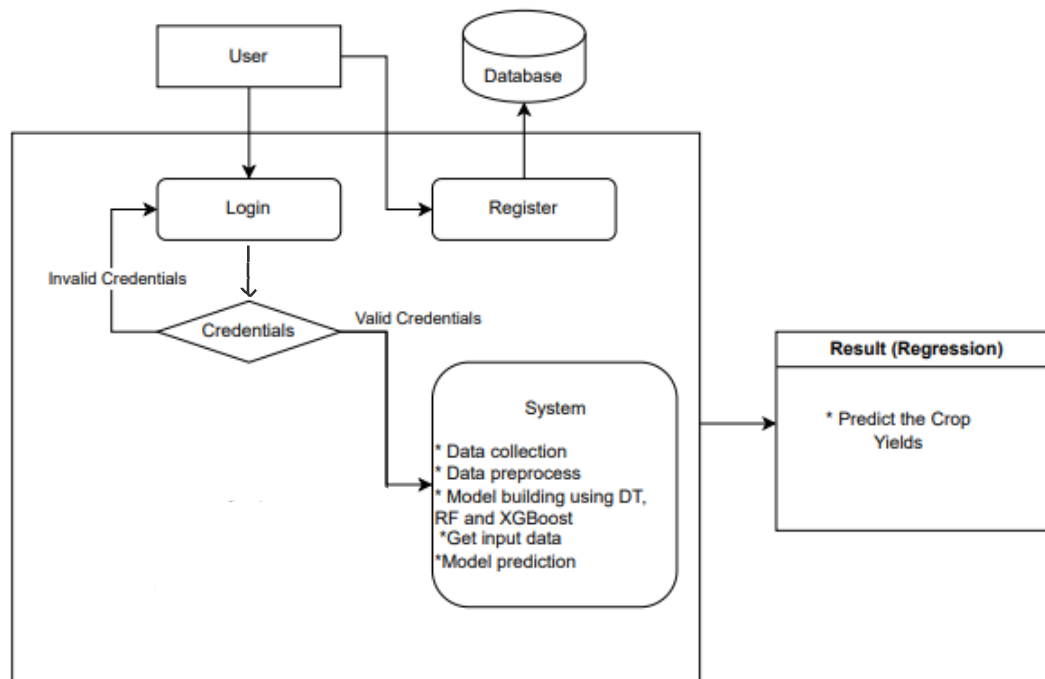 User
Database
Login
Register
Invalid Credentials
Credentials
Valid Credentials
System
* Data collection
* Data preprocess
* Model building using DT,
RF and XGBoost
*Get input data
*Model prediction
Result (Regression)
* Predict the Crop
Yields